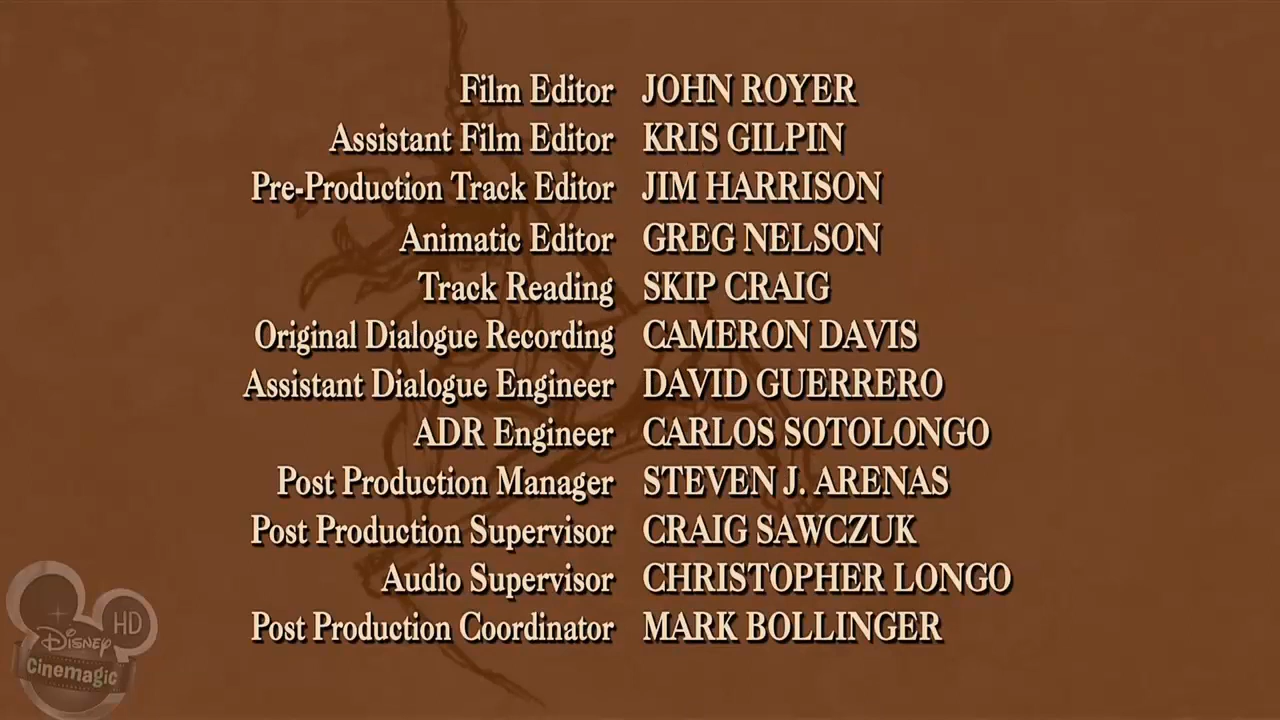 Film Editor JOHN ROYER
Assistant Film Editor KRIS GILPIN
Pre-Production Track Editor JIM HARRISON
Animatic Editor GREG NELSON
Track Reading SKIP CRAIG
Original Dialogue Recording CAMERON DAVIS
Assistant Dialogue Engineer DAVID GUERRERO
ADR Engineer CARLOS SOTOLONGO
Post Production Manager STEVEN J. ARENAS
Post Production Supervisor CRAIG SAWCZUK
Audio Supervisor CHRISTOPHER LONGO
Post Production Coordinator MARK BOLLINGER
HD
Disney
Cinemagic